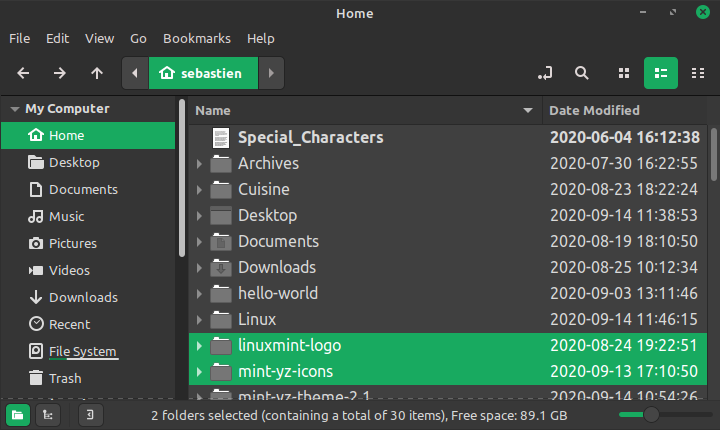 Home
File Edit View Go Bookmarks Help
sebastien
My Computer
Home
Desktop
Documents
Music
Pictures
Videos
Downloads
Recent
File System
Trash
Name Date Modified
Special_Characters 2020-06-04 16:12:38
Archives 2020-07-30 16:22:55
Cuisine 2020-08-23 18:22:24
Desktop 2020-09-14 11:38:53
Documents 2020-08-19 18:10:50
Downloads 2020-08-25 10:12:34
hello-world 2020-09-03 13:11:46
Linux 2020-09-14 11:46:15
linuxmint-logo 2020-08-24 19:22:51
mint-yz-icons 2020-09-13 17:10:50
mint-yz-theme-2.1 2020-09-14 10:54:26
2 folders selected (containing a total of 30 items), Free space: 89.1 GB